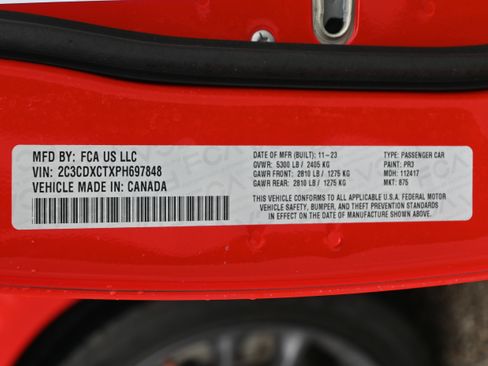 MFD BY: FCA US LLC
VIN: 2C3CDXCTXPH697848
VEHICLE MADE IN: CANADA
DATE OF MFR (BUILT): 11-23
GVWR: 5300 LB / 2405 KG
GAWR FRONT: 2810 LB / 1275 KG
GAWR REAR: 2810 LB / 1275 KG
TYPE: PASSENGER CAR
PAINT: PR3
MDH: 112417
MKT: 875
THIS VEHICLE CONFORMS TO ALL APPLICABLE U.S.A. FEDERAL MOTOR
VEHICLE SAFETY, BUMPER, AND THEFT PREVENTION STANDARDS
IN EFFECT ON THE DATE OF MANUFACTURE SHOWN ABOVE.